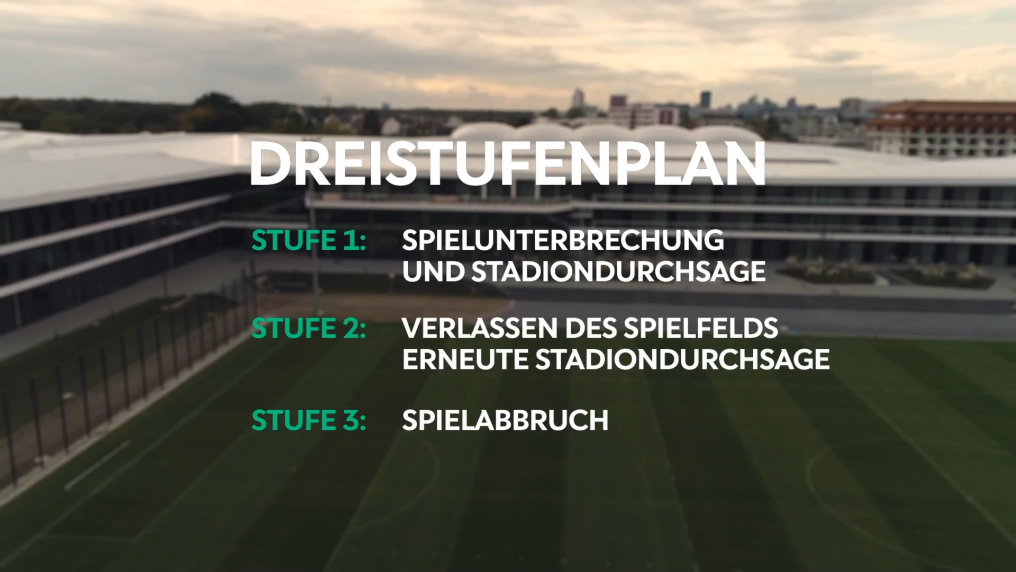 DREISTUFENPLAN
STUFE 1: SPIELUNTERBRECHUNG
UND STADIONDURCHSAGE
STUFE 2: VERLASSEN DES SPIELFELDS
ERNEUTE STADIONDURCHSAGE
STUFE 3: SPIELABBRUCH